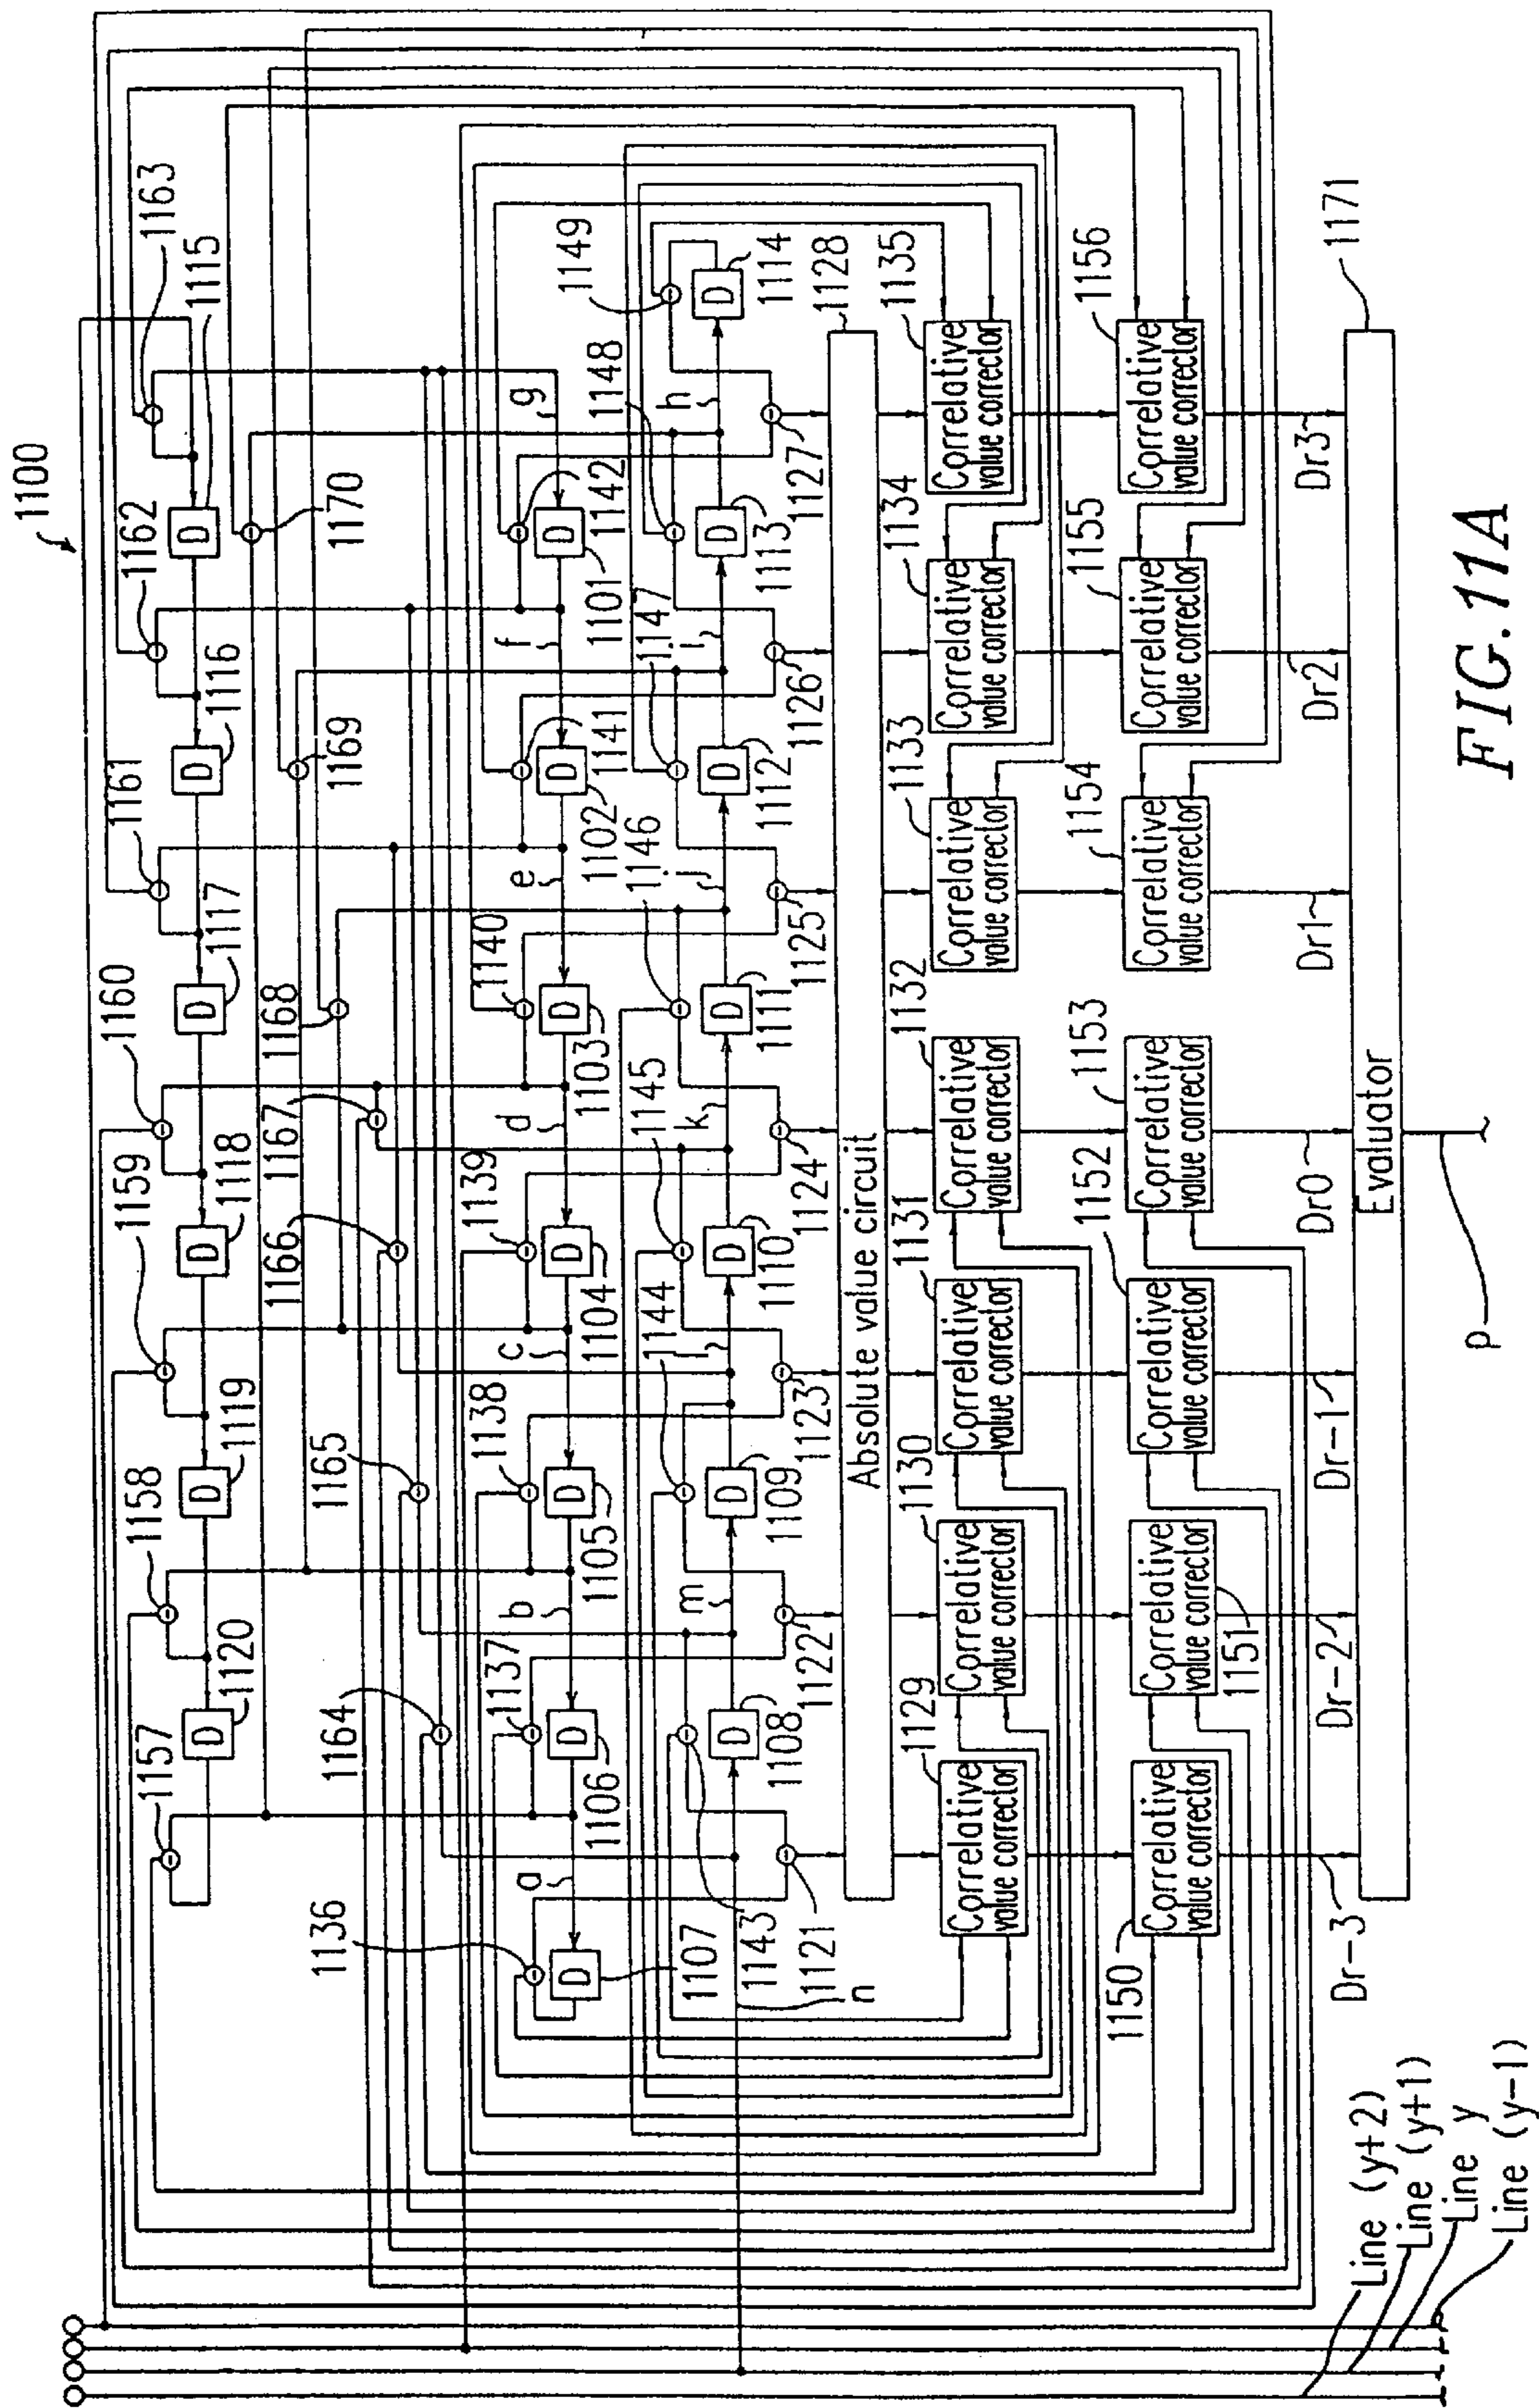 1100
1163
1115
1162
1170
1116
1161
1169
1117
1160
1168
1167
1118
1159
1166
1119
1158
1165
1120
1157
1164
D
D
D
D
D
D
g
1149
1148
h
1142
1101
f
1147
i
1141
1102
e
1146
j
1140
1103
d
1145
k
1139
1104
c
1144
l
1138
1105
b
m
1137
1106
a
1136
1107
1143
n
D
D
D
D
D
D
D
1114
1113
1112
1111
1110
1109
1108
D
D
D
D
D
D
D
1128
1127
1126
1125
1124
1123
1122
1121
Absolute value circuit
1135
1134
1133
1132
1131
1130
1129
Correlative
value corrector
Correlative
value corrector
Correlative
value corrector
Correlative
value corrector
Correlative
value corrector
Correlative
value corrector
Correlative
value corrector
1156
1155
1154
1153
1152
1151
1150
Correlative
value corrector
Correlative
value corrector
Correlative
value corrector
Correlative
value corrector
Correlative
value corrector
Correlative
value corrector
Correlative
value corrector
1171
Dr3
Dr2
Dr1
Dr0
Dr-1
Dr-2
Dr-3
Evaluator
p
Line (y+2)
Line (y+1)
Line y
Line (y-1)
FIG.11A